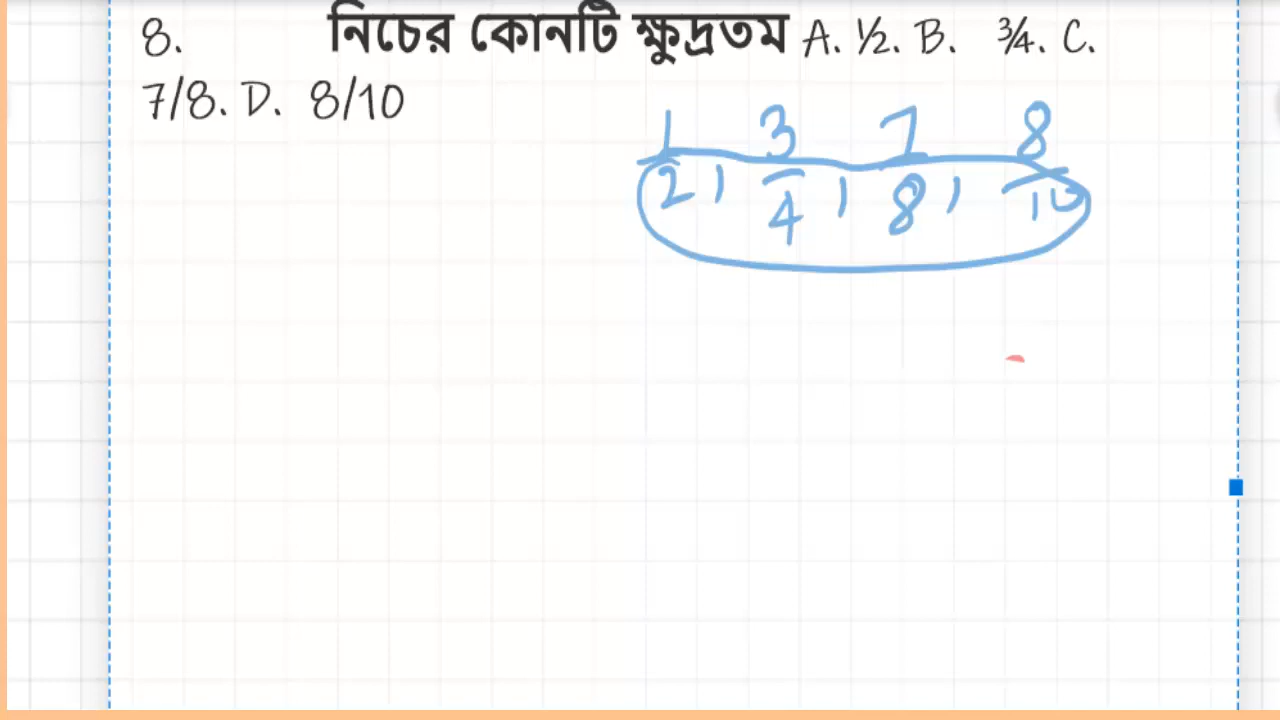 8. নিচের কোনটি ক্ষুদ্রতম A. ½. B. ¾. C.
7/8. D. 8/10
1/2, 3/4, 7/8, 8/10